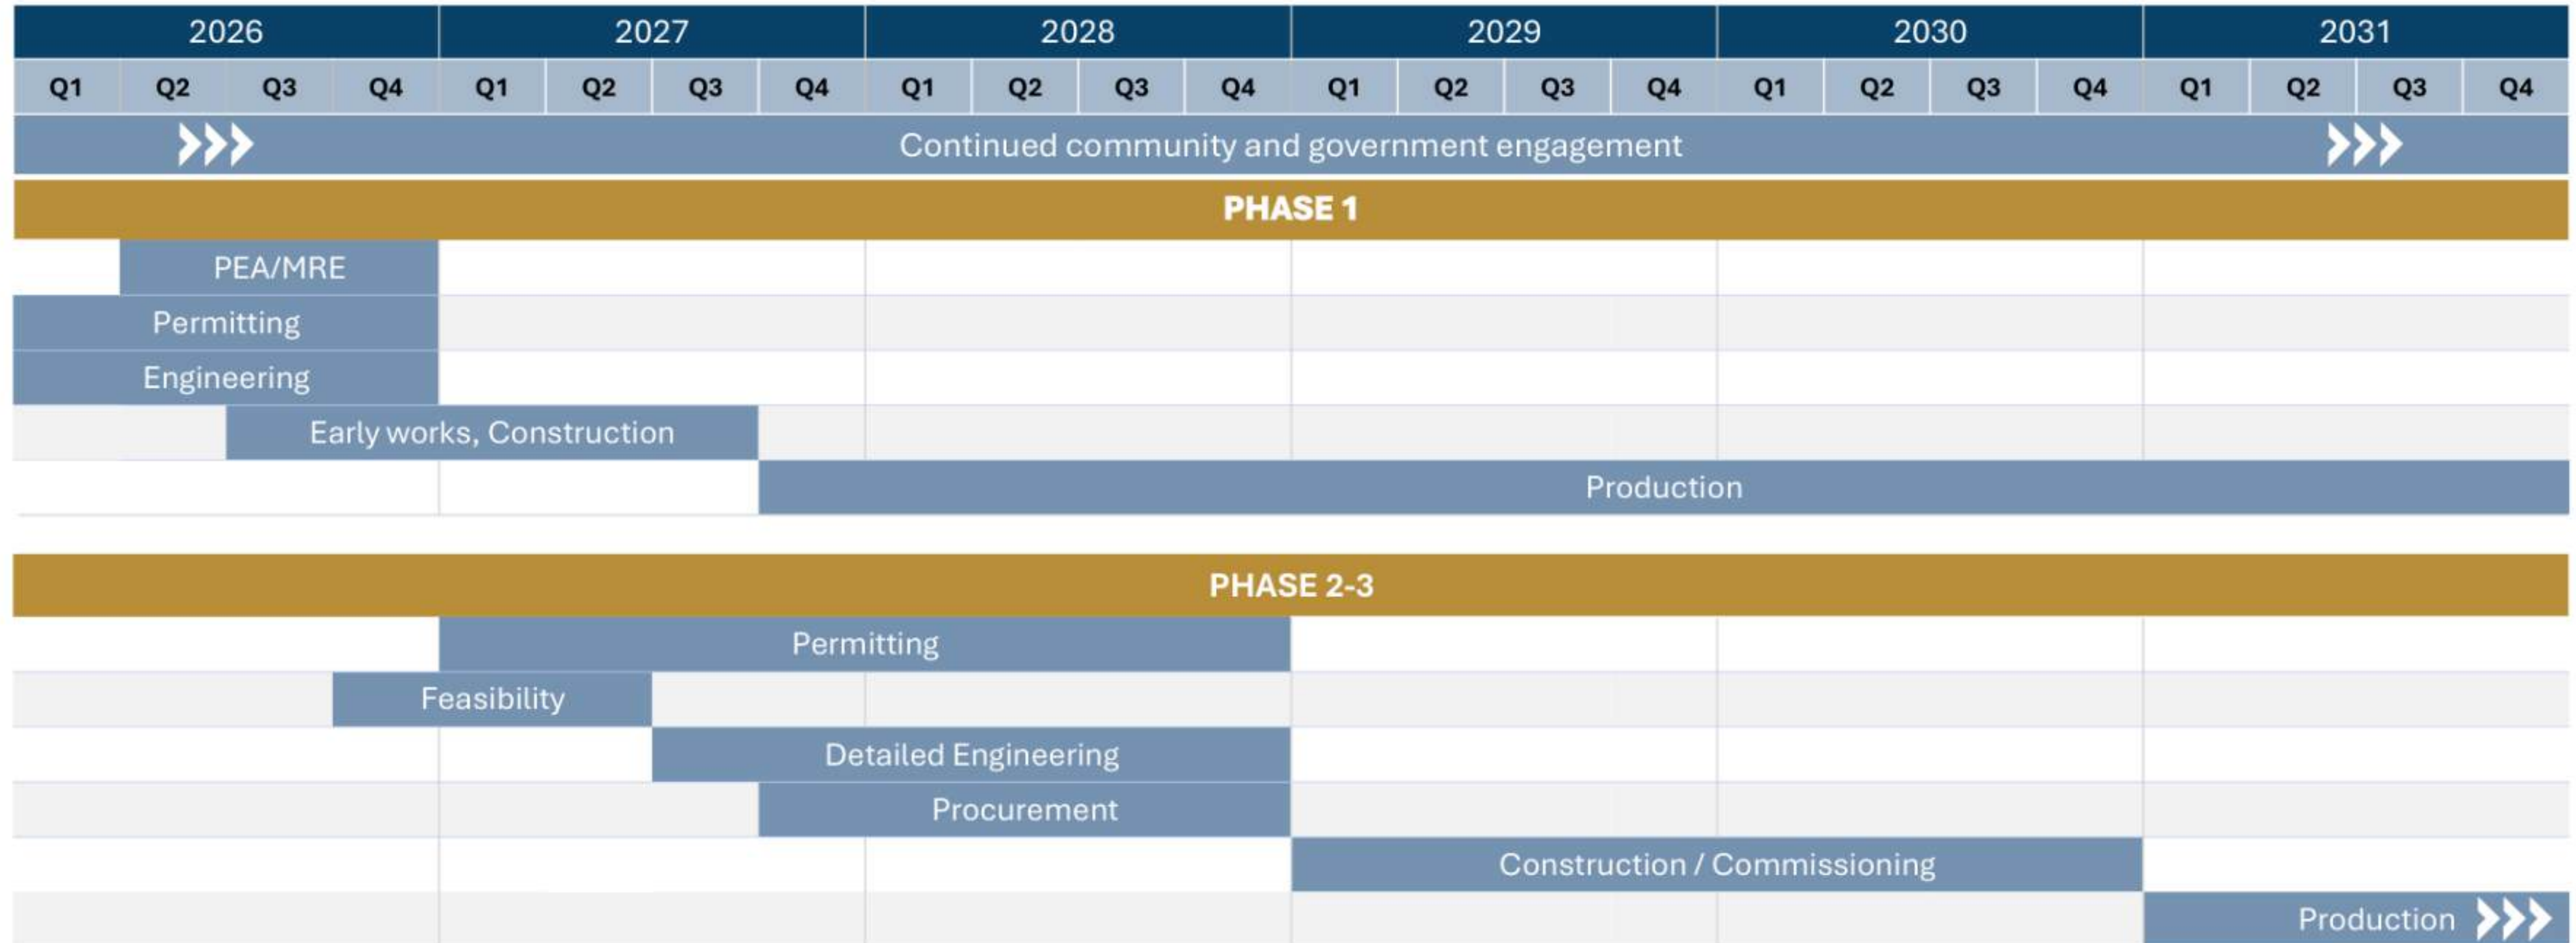 2026 2027 2028 2029 2030 2031
Q1 Q2 Q3 Q4 Q1 Q2 Q3 Q4 Q1 Q2 Q3 Q4 Q1 Q2 Q3 Q4 Q1 Q2 Q3 Q4 Q1 Q2 Q3 Q4
Continued community and government engagement
PHASE 1
PEA/MRE
Permitting
Engineering
Early works, Construction
Production
PHASE 2-3
Permitting
Feasibility
Detailed Engineering
Procurement
Construction / Commissioning
Production